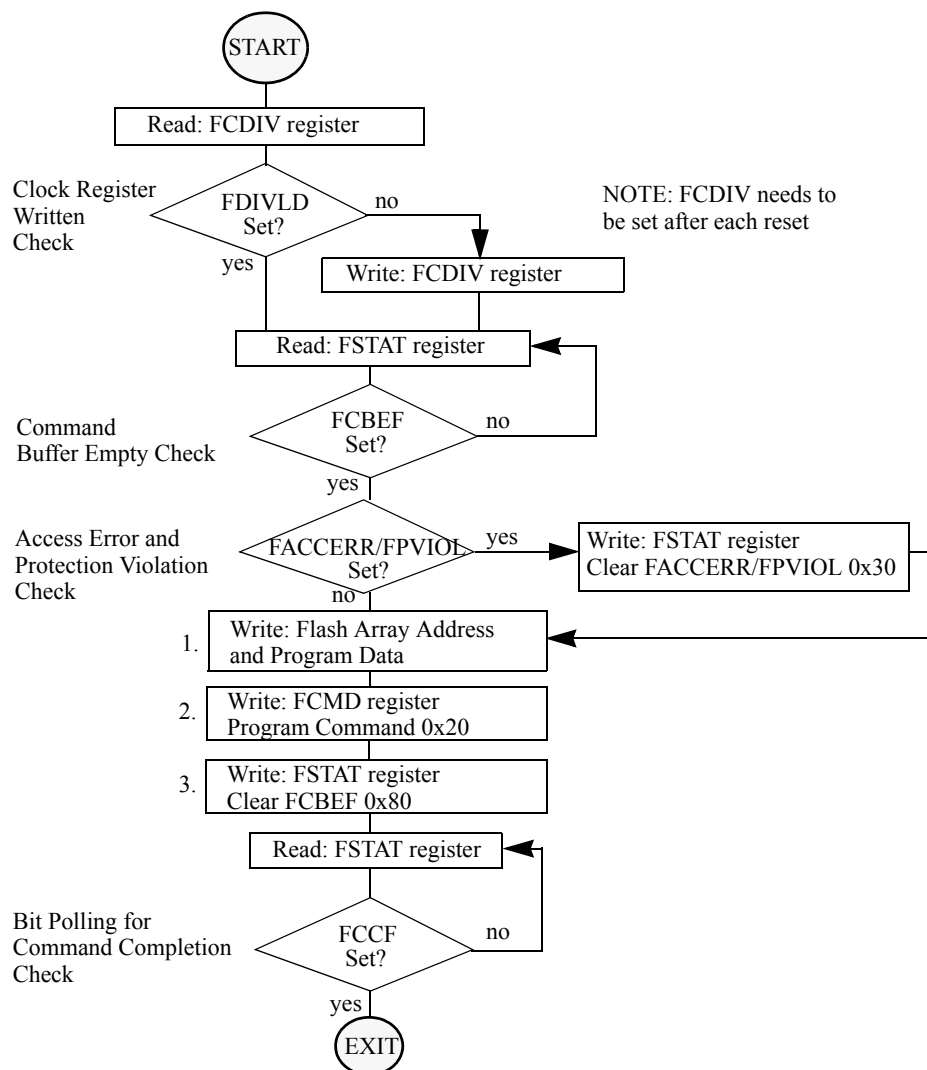 START
Read: FCDIV register
Clock Register
Written
Check
FDIVLD
Set?
no
yes
NOTE: FCDIV needs to
be set after each reset
Write: FCDIV register
Read: FSTAT register
Command
Buffer Empty Check
FCBEF
Set?
no
yes
Access Error and
Protection Violation
Check
FACCERR/FPVIOL
Set?
yes
no
Write: FSTAT register
Clear FACCERR/FPVIOL 0x30
1.
Write: Flash Array Address
and Program Data
2.
Write: FCMD register
Program Command 0x20
3.
Write: FSTAT register
Clear FCBEF 0x80
Read: FSTAT register
Bit Polling for
Command Completion
Check
FCCF
Set?
no
yes
EXIT